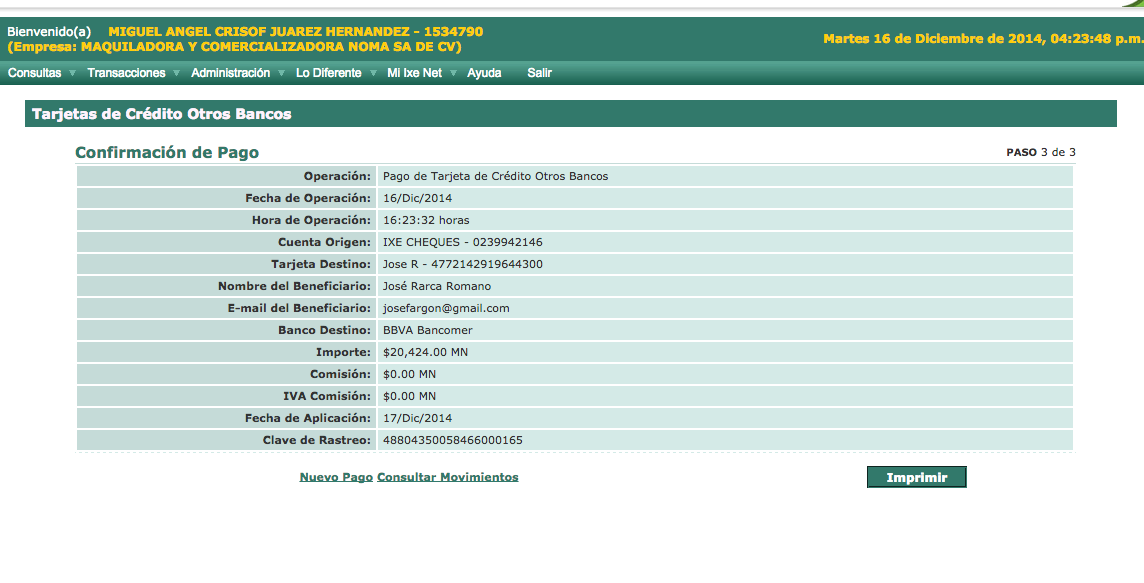 Bienvenido(a) MIGUEL ANGEL CRISOF JUAREZ HERNANDEZ - 1534790
(Empresa: MAQUILADORA Y COMERCIALIZADORA NOMA SA DE CV)
Martes 16 de Diciembre de 2014, 04:23:48 p.m.
Consultas Transacciones Administración Lo Diferente Mi Ixe Net Ayuda Salir
Tarjetas de Crédito Otros Bancos
Confirmación de Pago PASO 3 de 3
Operación: Pago de Tarjeta de Crédito Otros Bancos
Fecha de Operación: 16/Dic/2014
Hora de Operación: 16:23:32 horas
Cuenta Origen: IXE CHEQUES - 0239942146
Tarjeta Destino: Jose R - 4772142919644300
Nombre del Beneficiario: José Rarca Romano
E-mail del Beneficiario: josefargon@gmail.com
Banco Destino: BBVA Bancomer
Importe: $20,424.00 MN
Comisión: $0.00 MN
IVA Comisión: $0.00 MN
Fecha de Aplicación: 17/Dic/2014
Clave de Rastreo: 48804350058466000165
Nuevo Pago Consultar Movimientos Imprimir